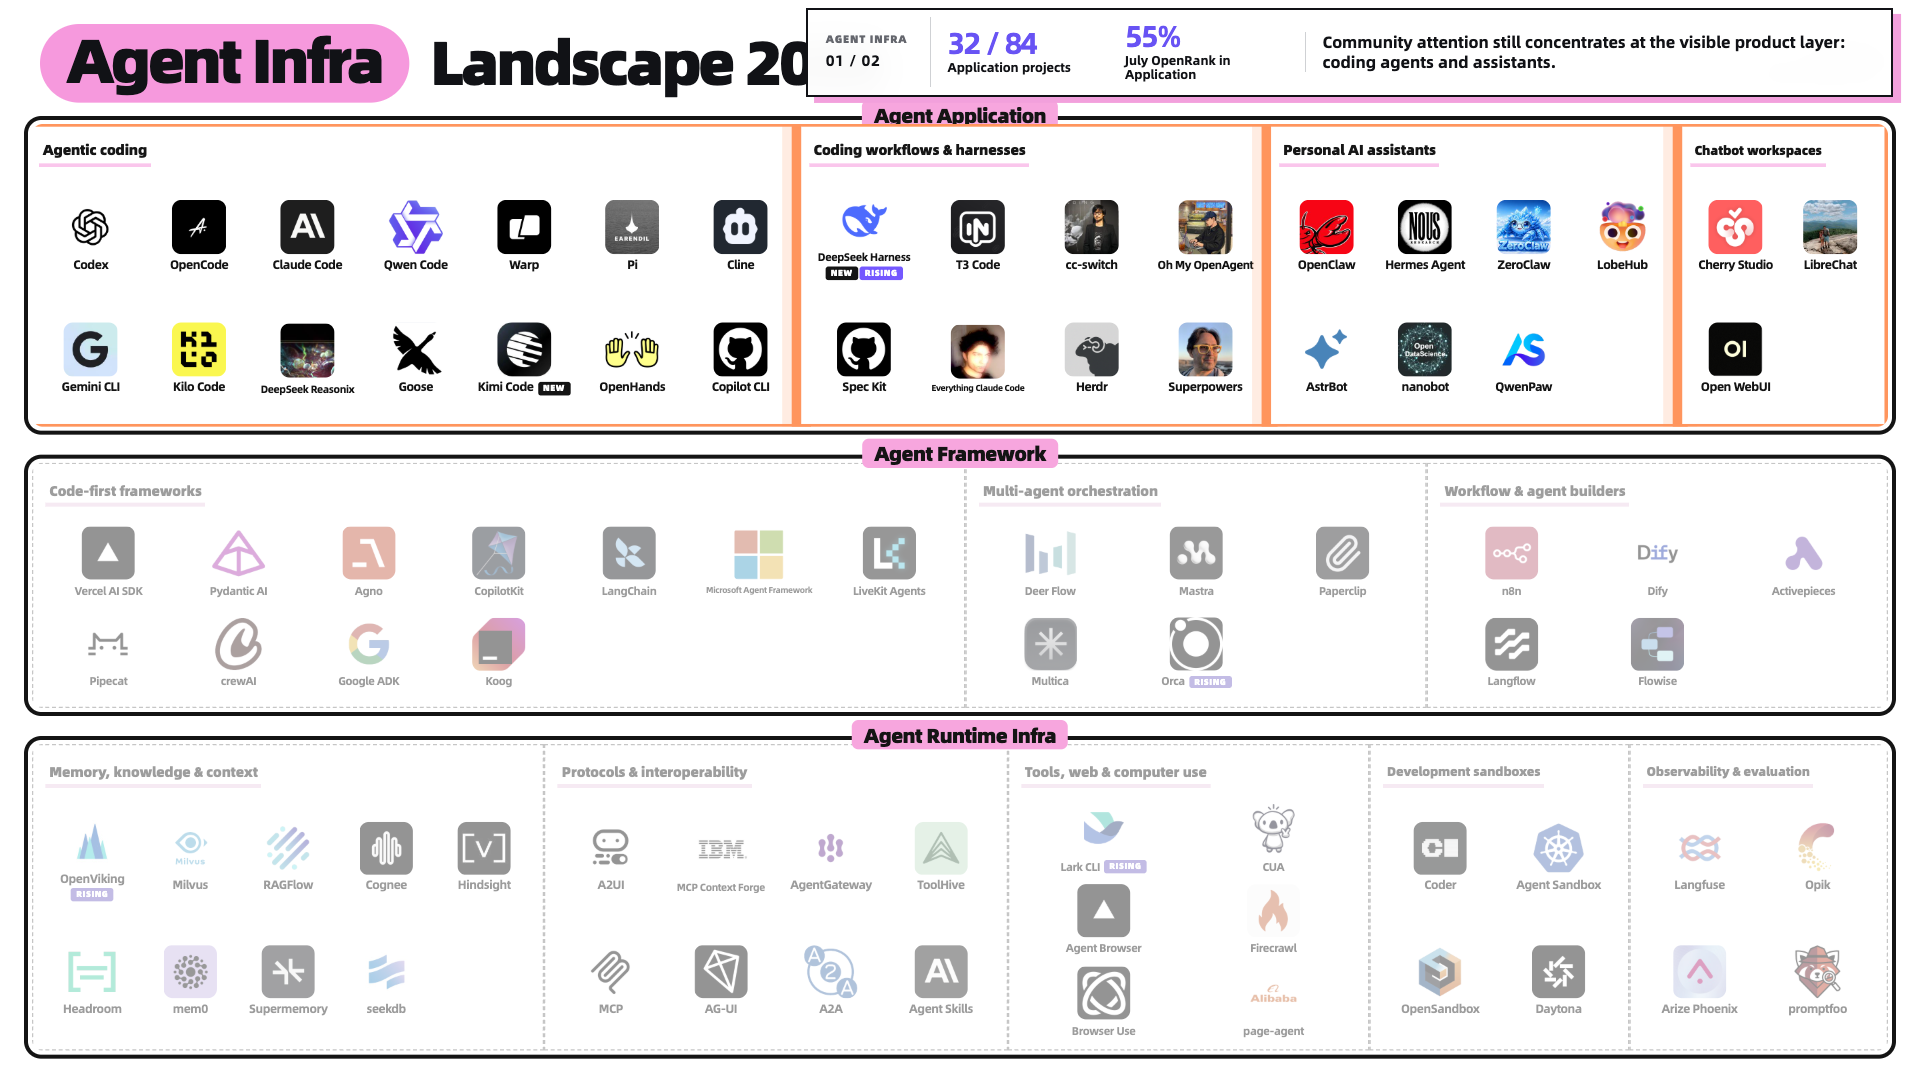 Agent Infra Landscape 20
AGENT INFRA
01 / 02
32 / 84
Application projects
55%
July OpenRank in
Application
Community attention still concentrates at the visible product layer:
coding agents and assistants.
Agent Application
Agentic coding
Codex
OpenCode
Claude Code
Qwen Code
Warp
EARENDIL
Pi
Cline
Gemini CLI
Kilo Code
DeepSeek Reasonix
Goose
Kimi Code NEW
OpenHands
Copilot CLI
Coding workflows & harnesses
DeepSeek Harness
NEW RISING
T3 Code
cc-switch
Oh My OpenAgent
Spec Kit
Everything Claude Code
Herdr
Superpowers
Personal AI assistants
OpenClaw
NOUS
RESEARCH
Hermes Agent
ZeroClaw
ZeroClaw
LobeHub
AstrBot
Open
DataScience
nanobot
QwenPaw
Chatbot workspaces
Cherry Studio
LibreChat
OI
Open WebUI
Agent Framework
Code-first frameworks
Vercel AI SDK
Pydantic AI
Agno
CopilotKit
LangChain
Microsoft Agent Framework
LiveKit Agents
Pipecat
crewAI
Google ADK
Koog
Multi-agent orchestration
Deer Flow
Mastra
Paperclip
Multica
Orca RISING
Workflow & agent builders
n8n
Dify
Dify
Activepieces
Langflow
Flowise
Agent Runtime Infra
Memory, knowledge & context
OpenViking
RISING
Milvus
Milvus
RAGFlow
Cognee
Hindsight
Headroom
mem0
Supermemory
seekdb
Protocols & interoperability
A2UI
IBM
MCP Context Forge
AgentGateway
ToolHive
MCP
AG-UI
A2A
A2A
Agent Skills
Tools, web & computer use
Lark CLI RISING
CUA
Agent Browser
Firecrawl
Browser Use
Alibaba
page-agent
Development sandboxes
Coder
Agent Sandbox
OpenSandbox
Daytona
Observability & evaluation
Langfuse
Opik
Arize Phoenix
promptfoo